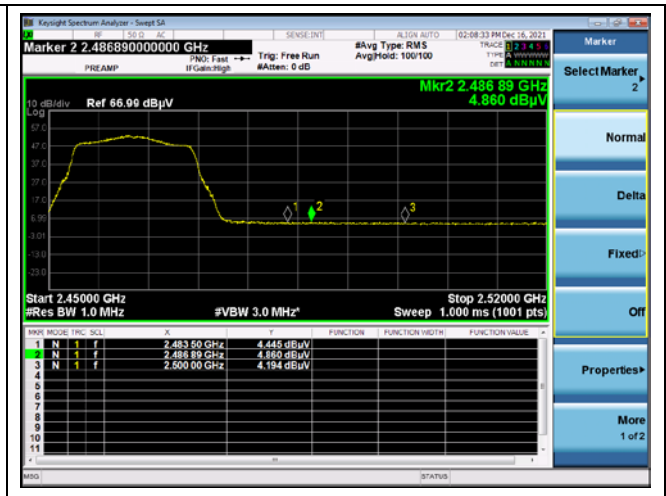 Keysight Spectrum Analyzer - Swept SA
RF 50 Ω AC SENSE:INT ALIGN AUTO 02:08:33 PM Dec 16, 2021
Marker 2 2.486890000000 GHz
PREAMP
PNO: Fast
IFGain:High
Trig: Free Run
#Atten: 0 dB
#Avg Type: RMS
Avg|Hold: 100/100
TRACE 1 2 3 4 5 6
TYPE A WWWWW
DET A N N N N N
Mkr2 2.486 89 GHz
4.860 dBµV
10 dB/div Ref 66.99 dBµV
Log
57.0
47.0
37.0
27.0
17.0
6.99
-3.01
-13.0
-23.0
1 2 3
Start 2.45000 GHz Stop 2.52000 GHz
#Res BW 1.0 MHz #VBW 3.0 MHz* Sweep 1.000 ms (1001 pts)
MKR MODE TRC SCL X Y FUNCTION FUNCTION WIDTH FUNCTION VALUE
1 N 1 f 2.483 50 GHz 4.445 dBµV
2 N 1 f 2.486 89 GHz 4.860 dBµV
3 N 1 f 2.500 00 GHz 4.194 dBµV
4
5
6
7
8
9
10
11
MSG STATUS
Marker
Select Marker
2
Normal
Delta
Fixed
Off
Properties
More
1 of 2